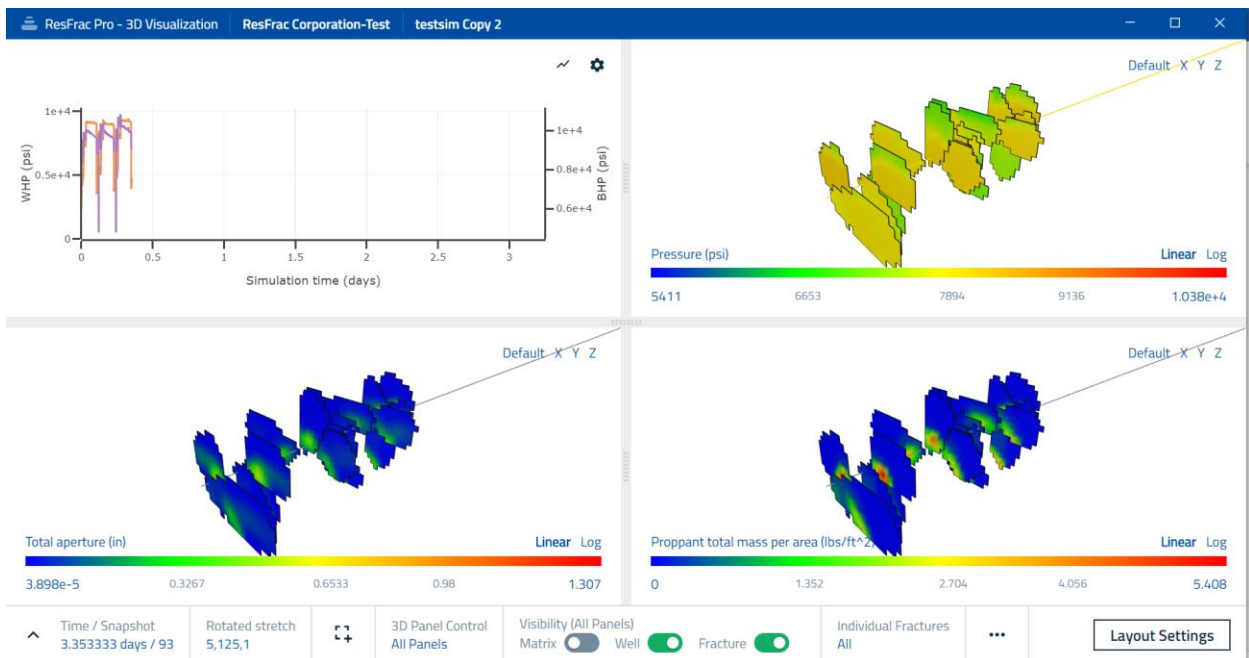 ResFrac Pro - 3D Visualization ResFrac Corporation-Test testsim Copy 2
WHP (psi)
1e+4
0.5e+4
0
BHP (psi)
1e+4
0.8e+4
0.6e+4
0 0.5 1 1.5 2 2.5 3
Simulation time (days)
Default X Y Z
Pressure (psi) Linear Log
5411 6653 7894 9136 1.038e+4
Default X Y Z
Total aperture (in) Linear Log
3.898e-5 0.3267 0.6533 0.98 1.307
Default X Y Z
Proppant total mass per area (lbs/ft^2) Linear Log
0 1.352 2.704 4.056 5.408
Time / Snapshot
3.353333 days / 93
Rotated stretch
5,125,1
3D Panel Control
All Panels
Visibility (All Panels)
Matrix Well Fracture
Individual Fractures
All
Layout Settings